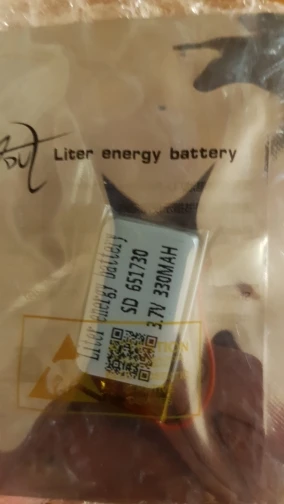 Liter energy battery
Liter energy battery
SD 651730
3.7V 330MAH